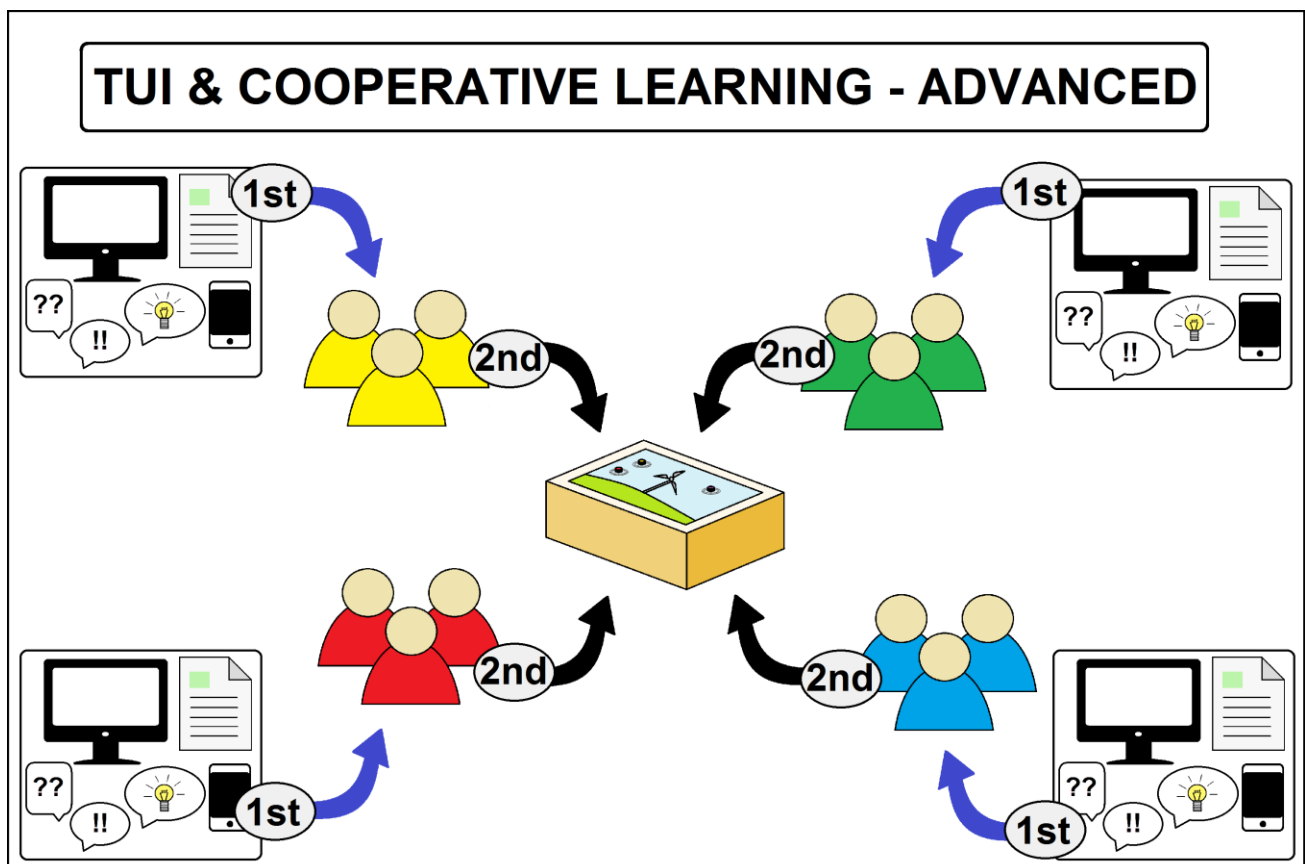 TUI & COOPERATIVE LEARNING - ADVANCED
1st
1st
??
!!
??
!!
2nd
2nd
2nd
2nd
??
!!
1st
??
!!
1st